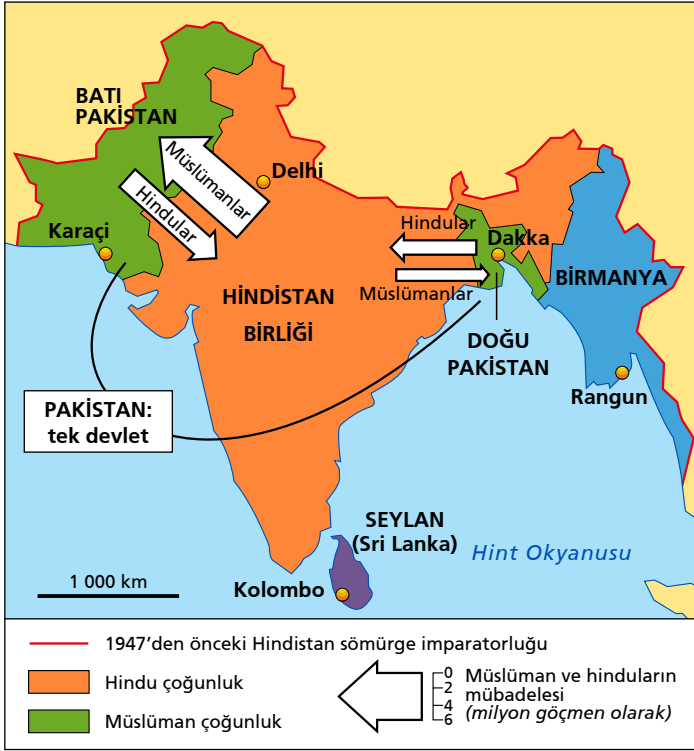 BATI
PAKİSTAN
Müslümanlar
Hindular
Delhi
Karaçi
Hindular
Dakka
Müslümanlar
BİRMANYA
HİNDİSTAN
BİRLİĞİ
DOĞU
PAKİSTAN
Rangun
PAKİSTAN:
tek devlet
SEYLAN
(Sri Lanka)
Hint Okyanusu
Kolombo
1 000 km
1947’den önceki Hindistan sömürge imparatorluğu
Hindu çoğunluk
Müslüman çoğunluk
0
2
4
6
Müslüman ve hinduların
mübadelesi
(milyon göçmen olarak)